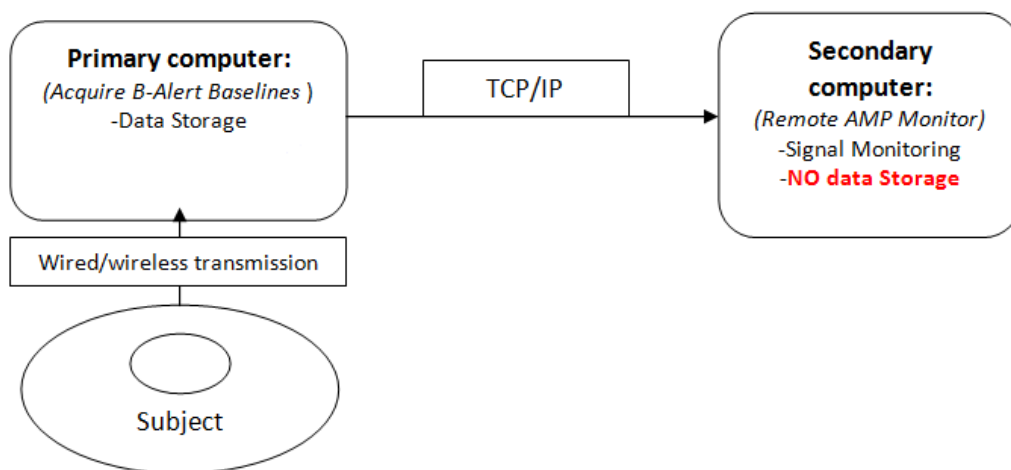 Primary computer:
(Acquire B-Alert Baselines )
-Data Storage
TCP/IP
Secondary
computer:
(Remote AMP Monitor)
-Signal Monitoring
-NO data Storage
Wired/wireless transmission
Subject